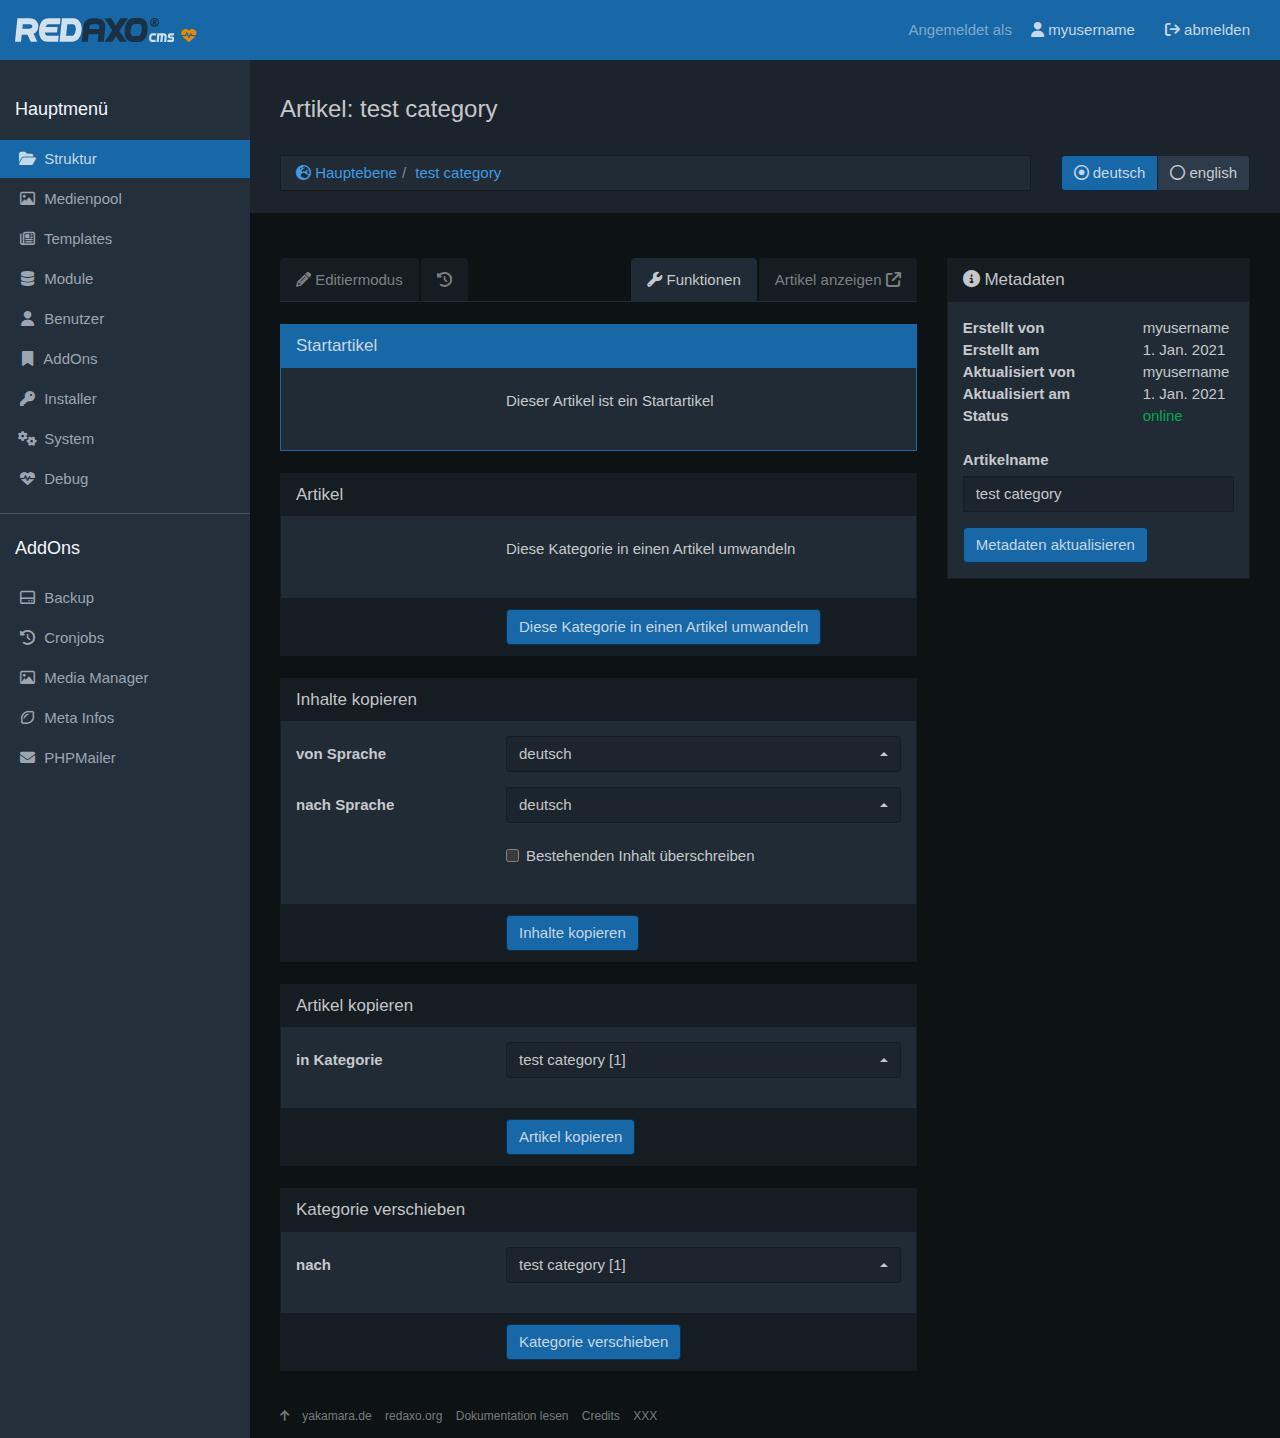 REDAXO® cms
Angemeldet als myusername abmelden
Hauptmenü
Struktur
Medienpool
Templates
Module
Benutzer
AddOns
Installer
System
Debug
AddOns
Backup
Cronjobs
Media Manager
Meta Infos
PHPMailer
Artikel: test category
Hauptebene / test category
deutsch english
Editiermodus Funktionen Artikel anzeigen
Startartikel
Dieser Artikel ist ein Startartikel
Artikel
Diese Kategorie in einen Artikel umwandeln
Diese Kategorie in einen Artikel umwandeln
Inhalte kopieren
von Sprache deutsch
nach Sprache deutsch
Bestehenden Inhalt überschreiben
Inhalte kopieren
Artikel kopieren
in Kategorie test category [1]
Artikel kopieren
Kategorie verschieben
nach test category [1]
Kategorie verschieben
Metadaten
Erstellt von myusername
Erstellt am 1. Jan. 2021
Aktualisiert von myusername
Aktualisiert am 1. Jan. 2021
Status online
Artikelname
test category
Metadaten aktualisieren
yakamara.de redaxo.org Dokumentation lesen Credits XXX